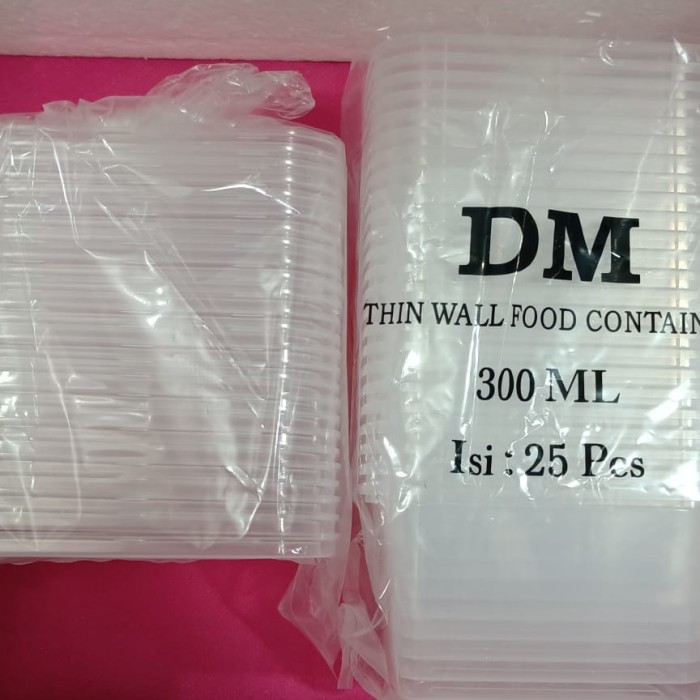 DM
THIN WALL FOOD CONTAIN
300 ML
Isi : 25 Pcs